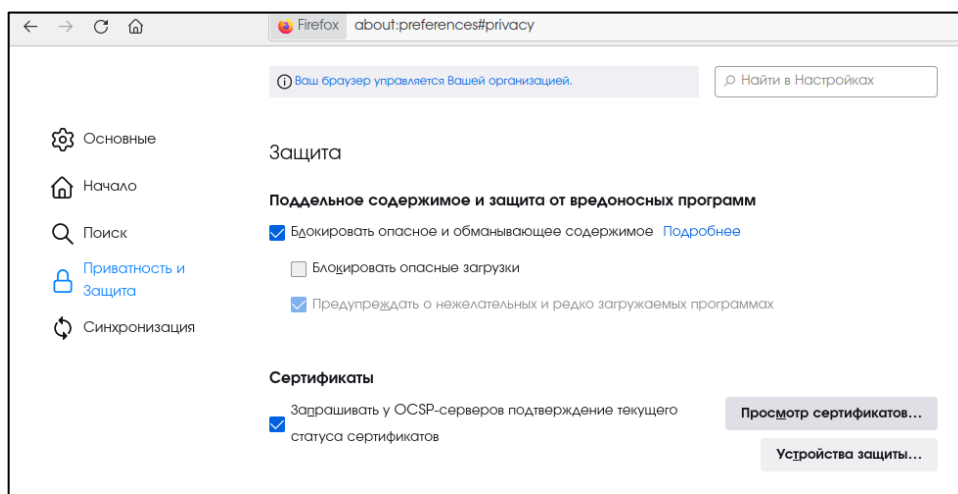 Firefox about:preferences#privacy
Ваш браузер управляется Вашей организацией.
Найти в Настройках
Основные
Начало
Поиск
Приватность и
Защита
Синхронизация
Защита
Поддельное содержимое и защита от вредоносных программ
Блокировать опасное и обманывающее содержимое Подробнее
Блокировать опасные загрузки
Предупреждать о нежелательных и редко загружаемых программах
Сертификаты
Запрашивать у OCSP-серверов подтверждение текущего
статуса сертификатов
Просмотр сертификатов...
Устройства защиты...